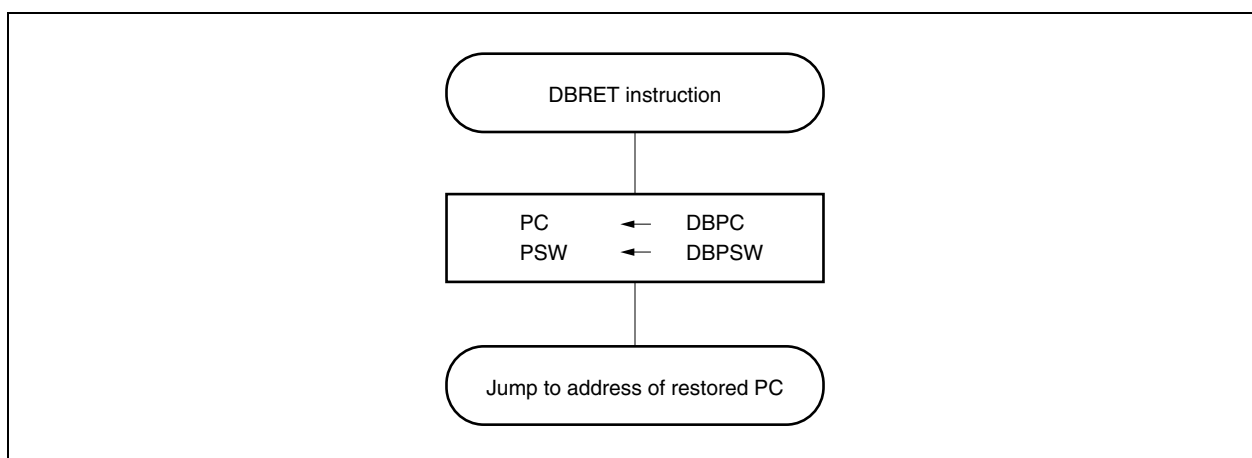 DBRET instruction
PC ← DBPC
PSW ← DBPSW
Jump to address of restored PC